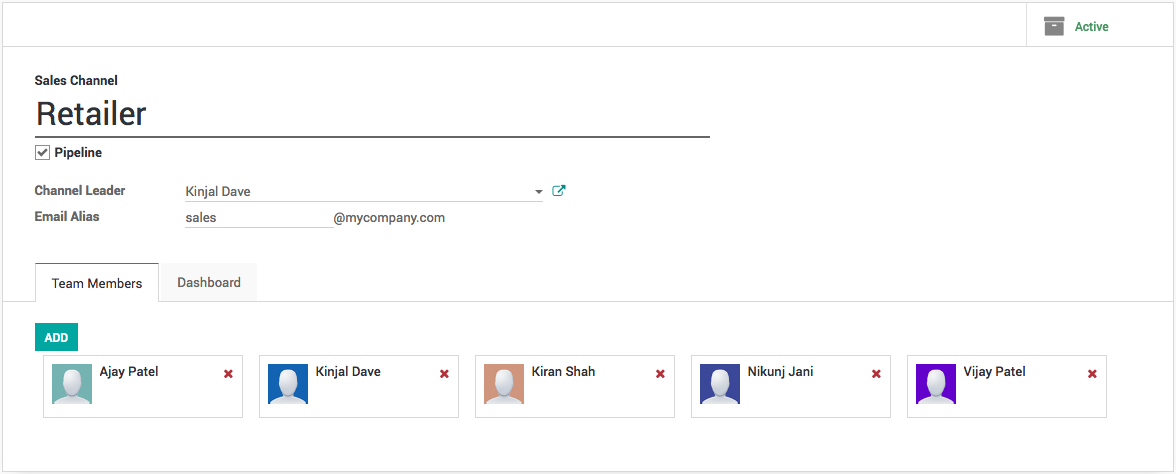 Active
Sales Channel
Retailer
Pipeline
Channel Leader Kinjal Dave
Email Alias sales @mycompany.com
Team Members Dashboard
ADD
Ajay Patel Kinjal Dave Kiran Shah Nikunj Jani Vijay Patel